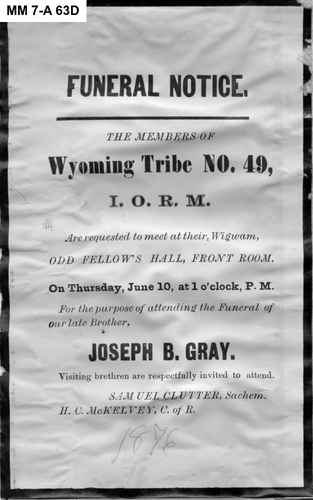 MM 7-A 63D
FUNERAL NOTICE.
THE MEMBERS OF
Wyoming Tribe NO. 49,
I. O. R. M.
Are requested to meet at their, Wigwam,
ODD FELLOW'S HALL, FRONT ROOM.
On Thursday, June 10, at 1 o'clock, P. M.
For the purpose of attending the Funeral of
our late Brother,
JOSEPH B. GRAY.
Visiting brethren are respectfully invited to attend.
SAMUEL CLUTTER, Sachem.
H. C. McKELVEY, C. of R.
1876